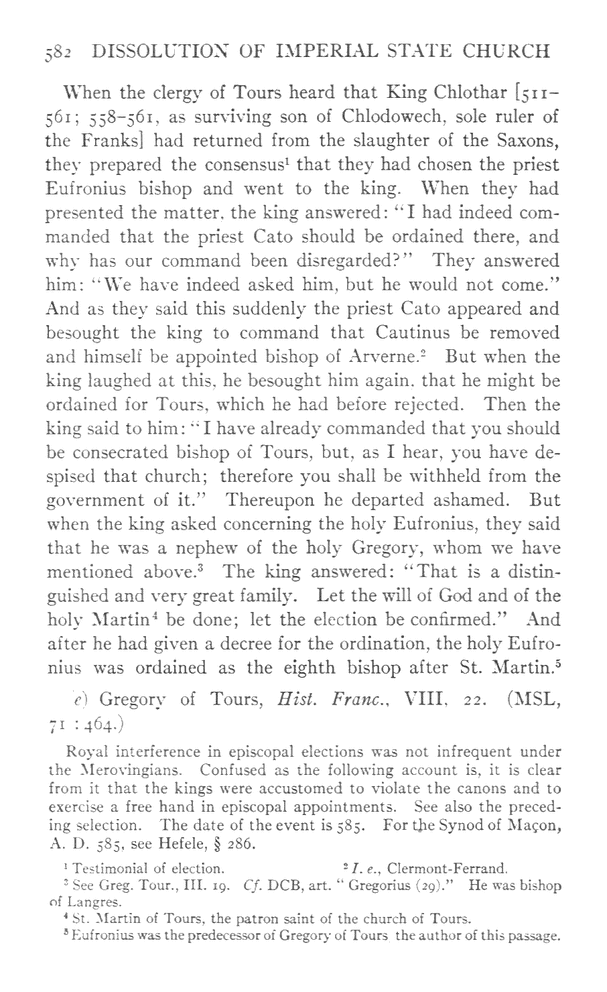 582 DISSOLUTION OF IMPERIAL STATE CHURCH
When the clergy of Tours heard that King Chlothar [511–
561; 558–561, as surviving son of Chlodowech, sole ruler of
the Franks] had returned from the slaughter of the Saxons,
they prepared the consensus¹ that they had chosen the priest
Eufronius bishop and went to the king. When they had
presented the matter, the king answered: “I had indeed com-
manded that the priest Cato should be ordained there, and
why has our command been disregarded?” They answered
him: “We have indeed asked him, but he would not come.”
And as they said this suddenly the priest Cato appeared and
besought the king to command that Cautinus be removed
and himself be appointed bishop of Arverne.² But when the
king laughed at this, he besought him again, that he might be
ordained for Tours, which he had before rejected. Then the
king said to him: “I have already commanded that you should
be consecrated bishop of Tours, but, as I hear, you have de-
spised that church; therefore you shall be withheld from the
government of it.” Thereupon he departed ashamed. But
when the king asked concerning the holy Eufronius, they said
that he was a nephew of the holy Gregory, whom we have
mentioned above.³ The king answered: “That is a distin-
guished and very great family. Let the will of God and of the
holy Martin⁴ be done; let the election be confirmed.” And
after he had given a decree for the ordination, the holy Eufro-
nius was ordained as the eighth bishop after St. Martin.⁵
e) Gregory of Tours, Hist. Franc., VIII, 22. (MSL,
71 : 464.)
Royal interference in episcopal elections was not infrequent under
the Merovingians. Confused as the following account is, it is clear
from it that the kings were accustomed to violate the canons and to
exercise a free hand in episcopal appointments. See also the preced-
ing selection. The date of the event is 585. For the Synod of Maçon,
A. D. 585, see Hefele, § 286.
¹ Testimonial of election. ² I. e., Clermont-Ferrand.
³ See Greg. Tour., III, 19. Cf. DCB, art. “Gregorius (29).” He was bishop
of Langres.
⁴ St. Martin of Tours, the patron saint of the church of Tours.
⁵ Eufronius was the predecessor of Gregory of Tours the author of this passage.